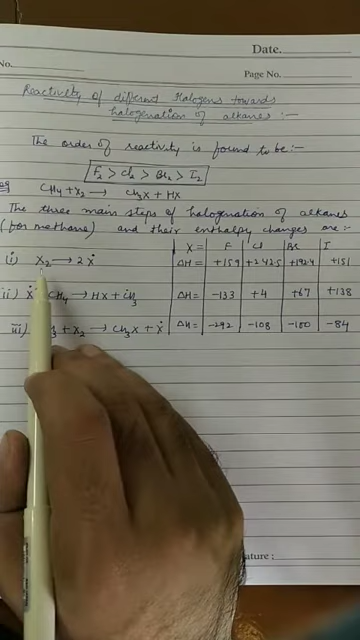 Date.
No.
Page No.
Reactivity of different Halogens towards
halogenation of alkanes :-
The order of reactivity is found to be:-
F₂ > Cl₂ > Br₂ > I₂
eg CH4 + X2 → CH3X + HX
The three main steps of halogenation of alkanes
(for methane) and their enthalpy changes are:-
X = F Cl Br I
(i) X2 → 2Ẋ ΔH = +159 +242.5 +192.4 +151
ii) Ẋ CH4 → HX + ĊH3 ΔH = -133 +4 +67 +138
iii) + X2 → CH3X + Ẋ ΔH = -292 -108 -100 -84
ature :